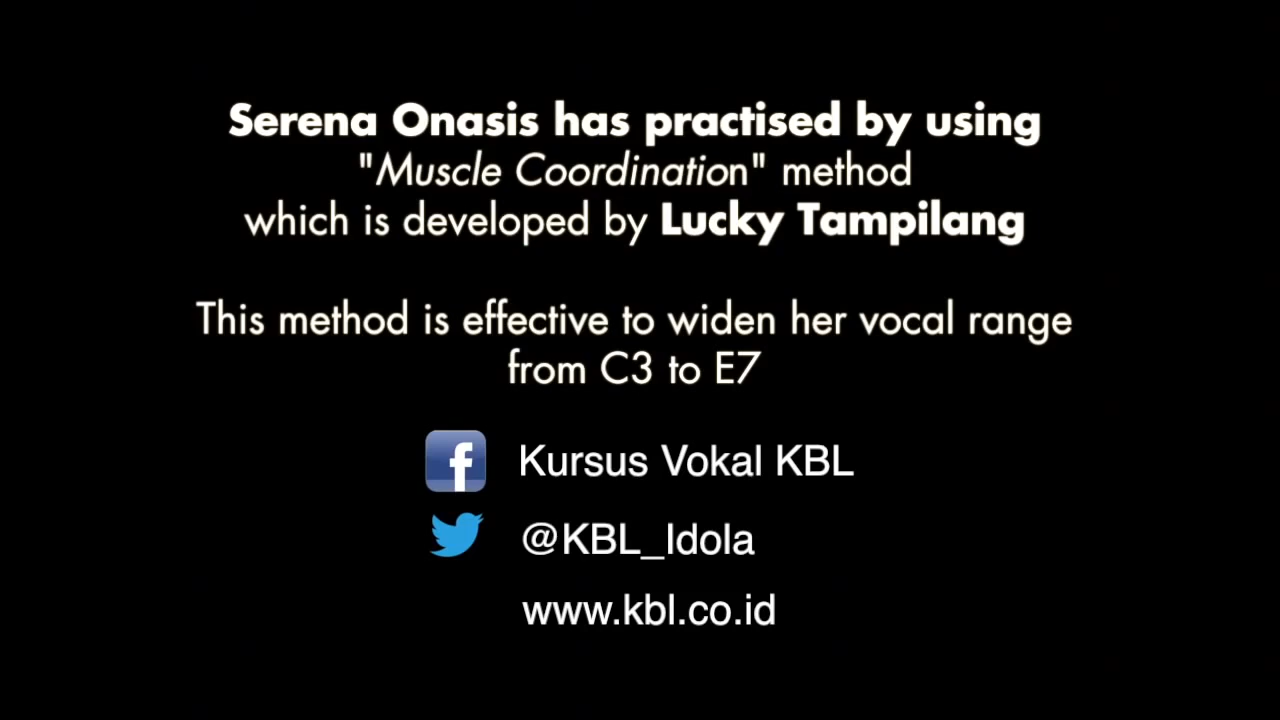 Serena Onasis has practised by using
"Muscle Coordination" method
which is developed by Lucky Tampilang
This method is effective to widen her vocal range
from C3 to E7
f Kursus Vokal KBL
@KBL_Idola
www.kbl.co.id